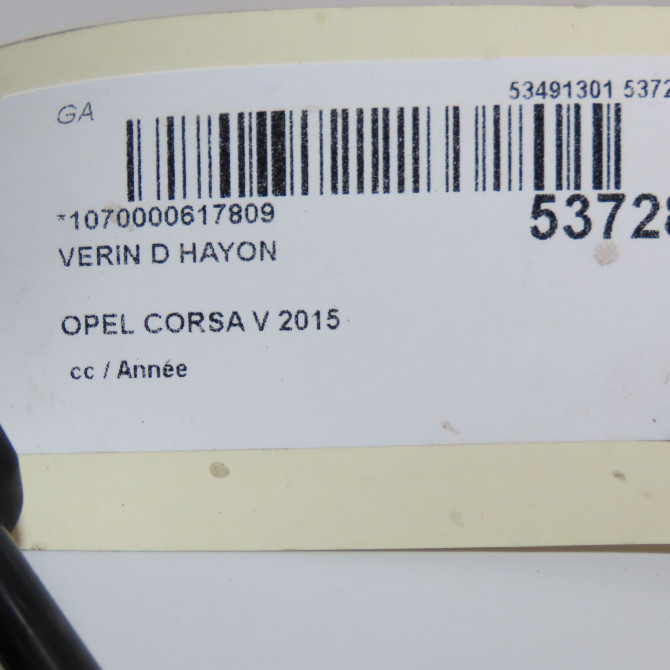 GA
53491301 5372
*1070000617809
53728
VERIN D HAYON
OPEL CORSA V 2015
cc / Année